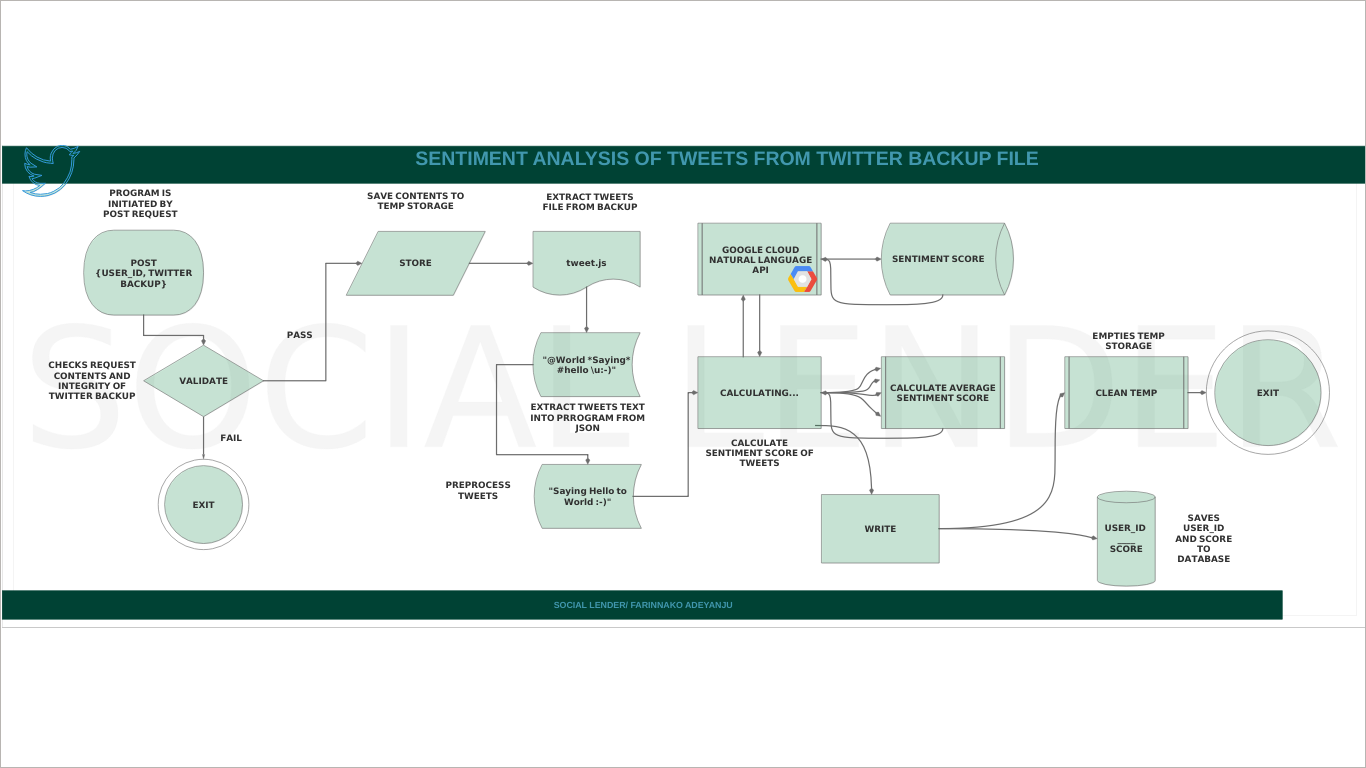 SENTIMENT ANALYSIS OF TWEETS FROM TWITTER BACKUP FILE
PROGRAM IS
INITIATED BY
POST REQUEST
POST
{USER_ID, TWITTER
BACKUP}
CHECKS REQUEST
CONTENTS AND
INTEGRITY OF
TWITTER BACKUP
VALIDATE
PASS
FAIL
EXIT
SAVE CONTENTS TO
TEMP STORAGE
STORE
EXTRACT TWEETS
FILE FROM BACKUP
tweet.js
"@World *Saying*
#hello \u:-)"
EXTRACT TWEETS TEXT
INTO PRROGRAM FROM
JSON
PREPROCESS
TWEETS
"Saying Hello to
World :-)"
GOOGLE CLOUD
NATURAL LANGUAGE
API
SENTIMENT SCORE
CALCULATING...
CALCULATE AVERAGE
SENTIMENT SCORE
CALCULATE
SENTIMENT SCORE OF
TWEETS
WRITE
EMPTIES TEMP
STORAGE
CLEAN TEMP
EXIT
USER_ID
____
SCORE
SAVES
USER_ID
AND SCORE
TO
DATABASE
SOCIAL LENDER
SOCIAL LENDER/ FARINNAKO ADEYANJU